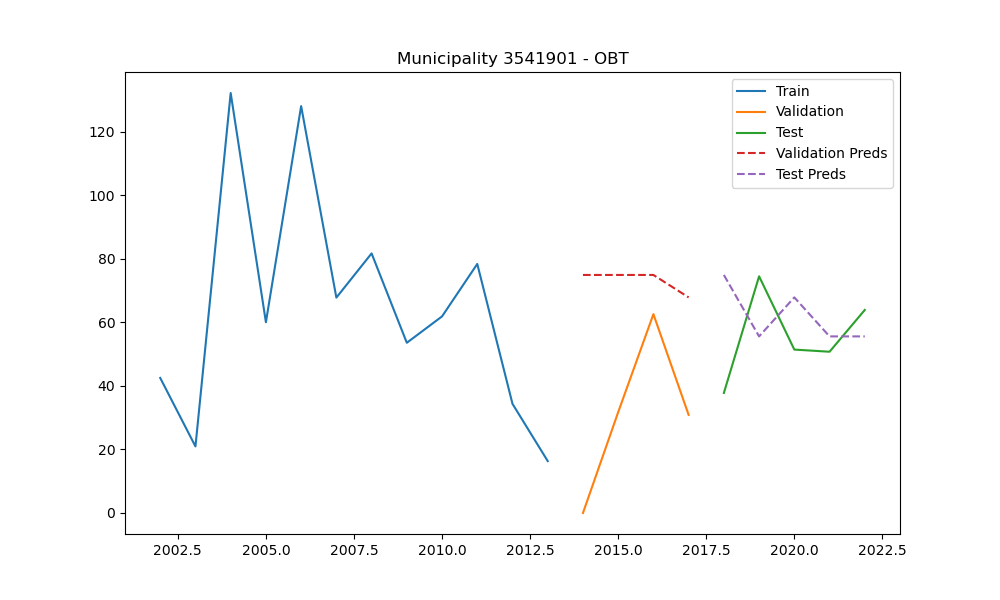 Municipality 3541901 - OBT
Train
Validation
Test
Validation Preds
Test Preds
120
100
80
60
40
20
0
2002.5 2005.0 2007.5 2010.0 2012.5 2015.0 2017.5 2020.0 2022.5